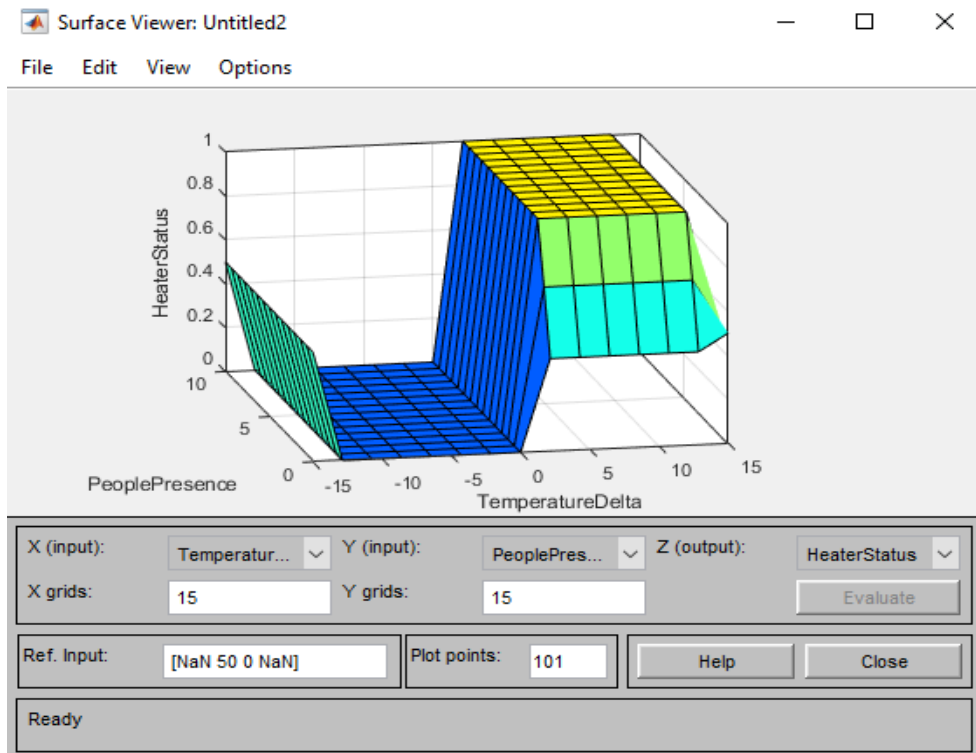 Surface Viewer: Untitled2
File Edit View Options
1
0.8
0.6
0.4
0.2
0
HeaterStatus
10
5
0
PeoplePresence
-15
-10
-5
0
5
10
15
TemperatureDelta
X (input): Temperatur... Y (input): PeoplePres... Z (output): HeaterStatus
X grids: 15 Y grids: 15 Evaluate
Ref. Input: [NaN 50 0 NaN] Plot points: 101 Help Close
Ready